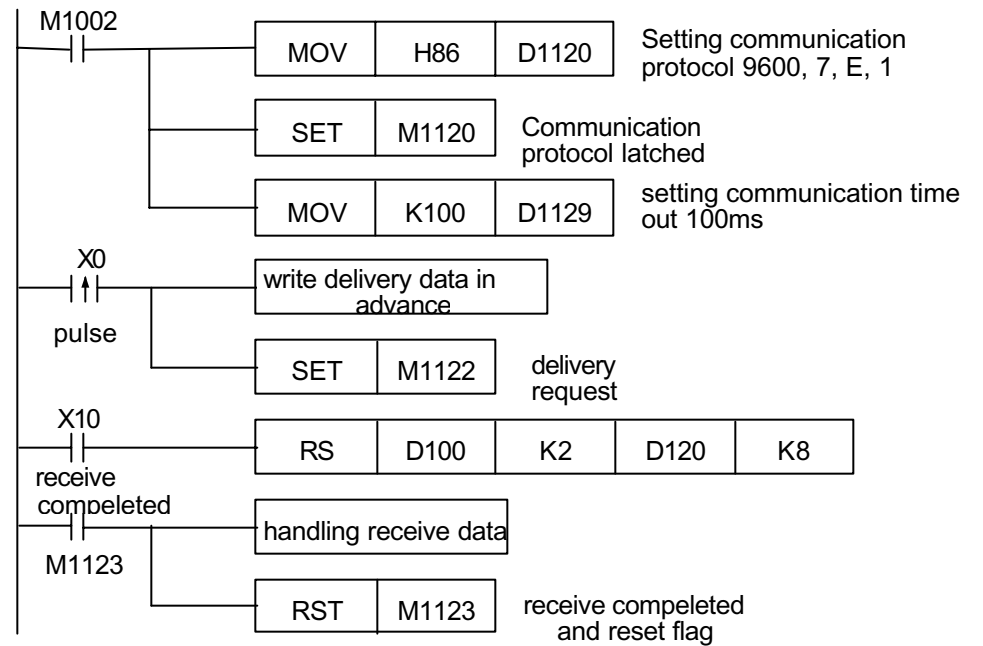 M1002
MOV H86 D1120
Setting communication
protocol 9600, 7, E, 1
SET M1120
Communication
protocol latched
MOV K100 D1129
setting communication time
out 100ms
X0
pulse
write delivery data in
advance
SET M1122
delivery
request
X10
RS D100 K2 D120 K8
receive
compeleted
M1123
handling receive data
RST M1123
receive compeleted
and reset flag